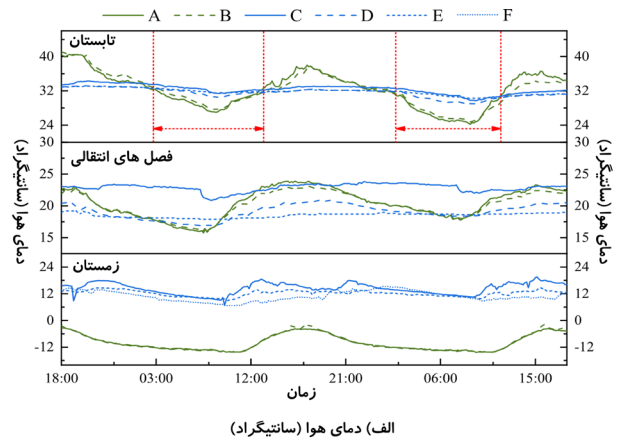 A B C D E F
تابستان
40
32
24
فصل های انتقالی
30
25
20
15
زمستان
24
12
0
-12
دمای هوا (سانتیگراد)
40
32
24
30
25
20
15
24
12
0
-12
دمای هوا (سانتیگراد)
18:00 03:00 12:00 21:00 06:00 15:00
زمان
الف) دمای هوا (سانتیگراد)